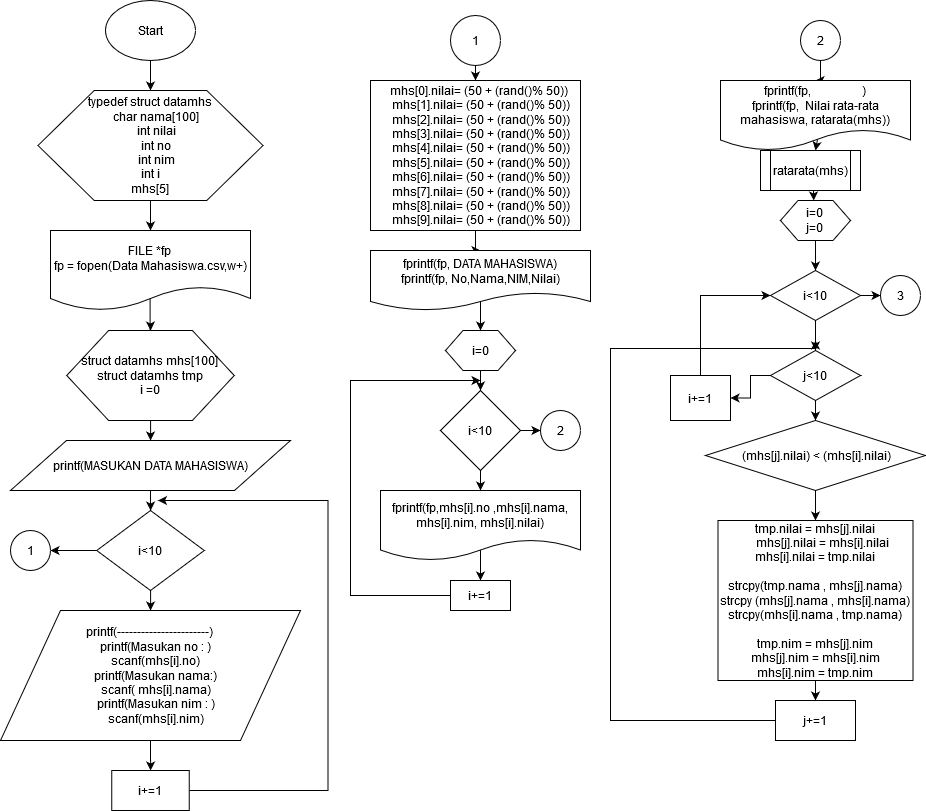 Start
typedef struct datamhs
char nama[100]
int nilai
int no
int nim
int i
mhs[5]
FILE *fp
fp = fopen(Data Mahasiswa.csv,w+)
struct datamhs mhs[100]
struct datamhs tmp
i =0
printf(MASUKAN DATA MAHASISWA)
i<10
1
printf(-----------------------)
printf(Masukan no : )
scanf(mhs[i].no)
printf(Masukan nama:)
scanf( mhs[i].nama)
printf(Masukan nim : )
scanf(mhs[i].nim)
i+=1
1
mhs[0].nilai= (50 + (rand()% 50))
mhs[1].nilai= (50 + (rand()% 50))
mhs[2].nilai= (50 + (rand()% 50))
mhs[3].nilai= (50 + (rand()% 50))
mhs[4].nilai= (50 + (rand()% 50))
mhs[5].nilai= (50 + (rand()% 50))
mhs[6].nilai= (50 + (rand()% 50))
mhs[7].nilai= (50 + (rand()% 50))
mhs[8].nilai= (50 + (rand()% 50))
mhs[9].nilai= (50 + (rand()% 50))
fprintf(fp, DATA MAHASISWA)
fprintf(fp, No,Nama,NIM,Nilai)
i=0
i<10
2
fprintf(fp,mhs[i].no ,mhs[i].nama,
mhs[i].nim, mhs[i].nilai)
i+=1
2
fprintf(fp, )
fprintf(fp, Nilai rata-rata
mahasiswa, ratarata(mhs))
ratarata(mhs)
i=0
j=0
i<10
3
j<10
i+=1
(mhs[j].nilai) < (mhs[i].nilai)
tmp.nilai = mhs[j].nilai
mhs[j].nilai = mhs[i].nilai
mhs[i].nilai = tmp.nilai
strcpy(tmp.nama , mhs[j].nama)
strcpy (mhs[j].nama , mhs[i].nama)
strcpy(mhs[i].nama , tmp.nama)
tmp.nim = mhs[j].nim
mhs[j].nim = mhs[i].nim
mhs[i].nim = tmp.nim
j+=1